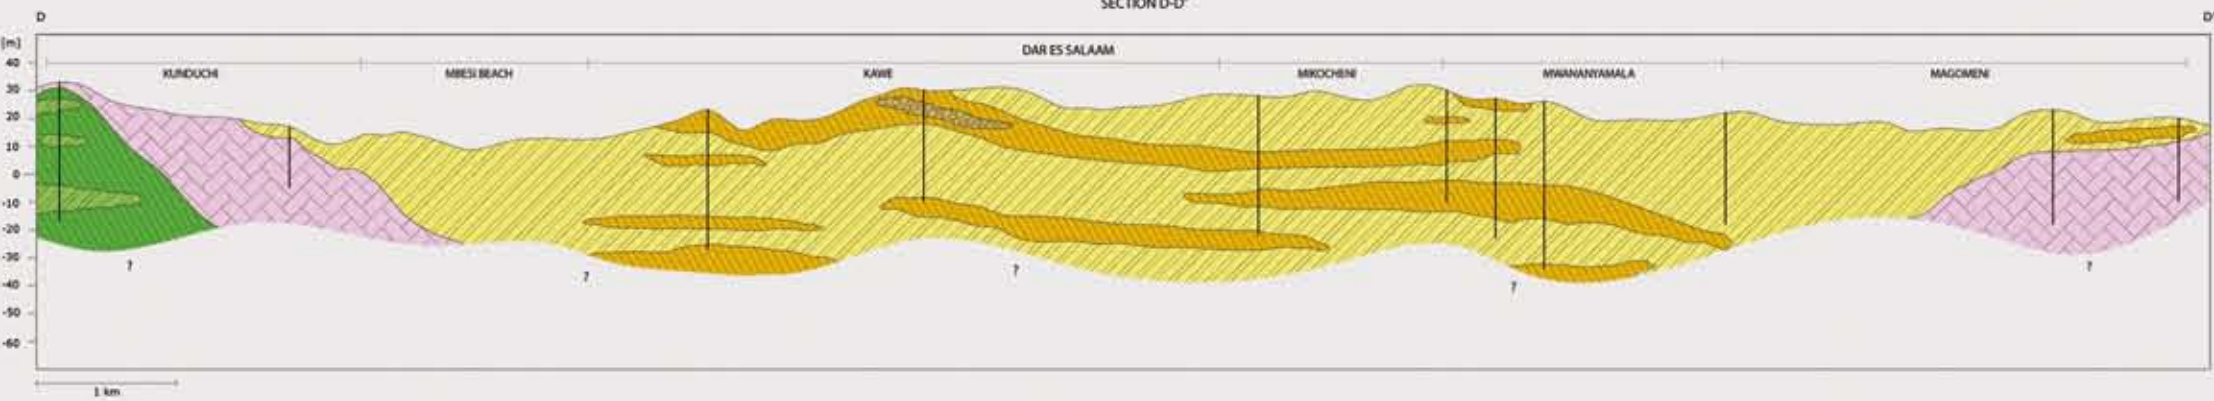 SECTION D-D'
D D'
[m]
DAR ES SALAAM
KUNDUCHI MBESI BEACH KAWE MIKOCHENI MWANANYAMALA MAGOMENI
40
30
20
10
0
-10
-20
-30
-40
-50
-60
? ? ? ? ?
1 km